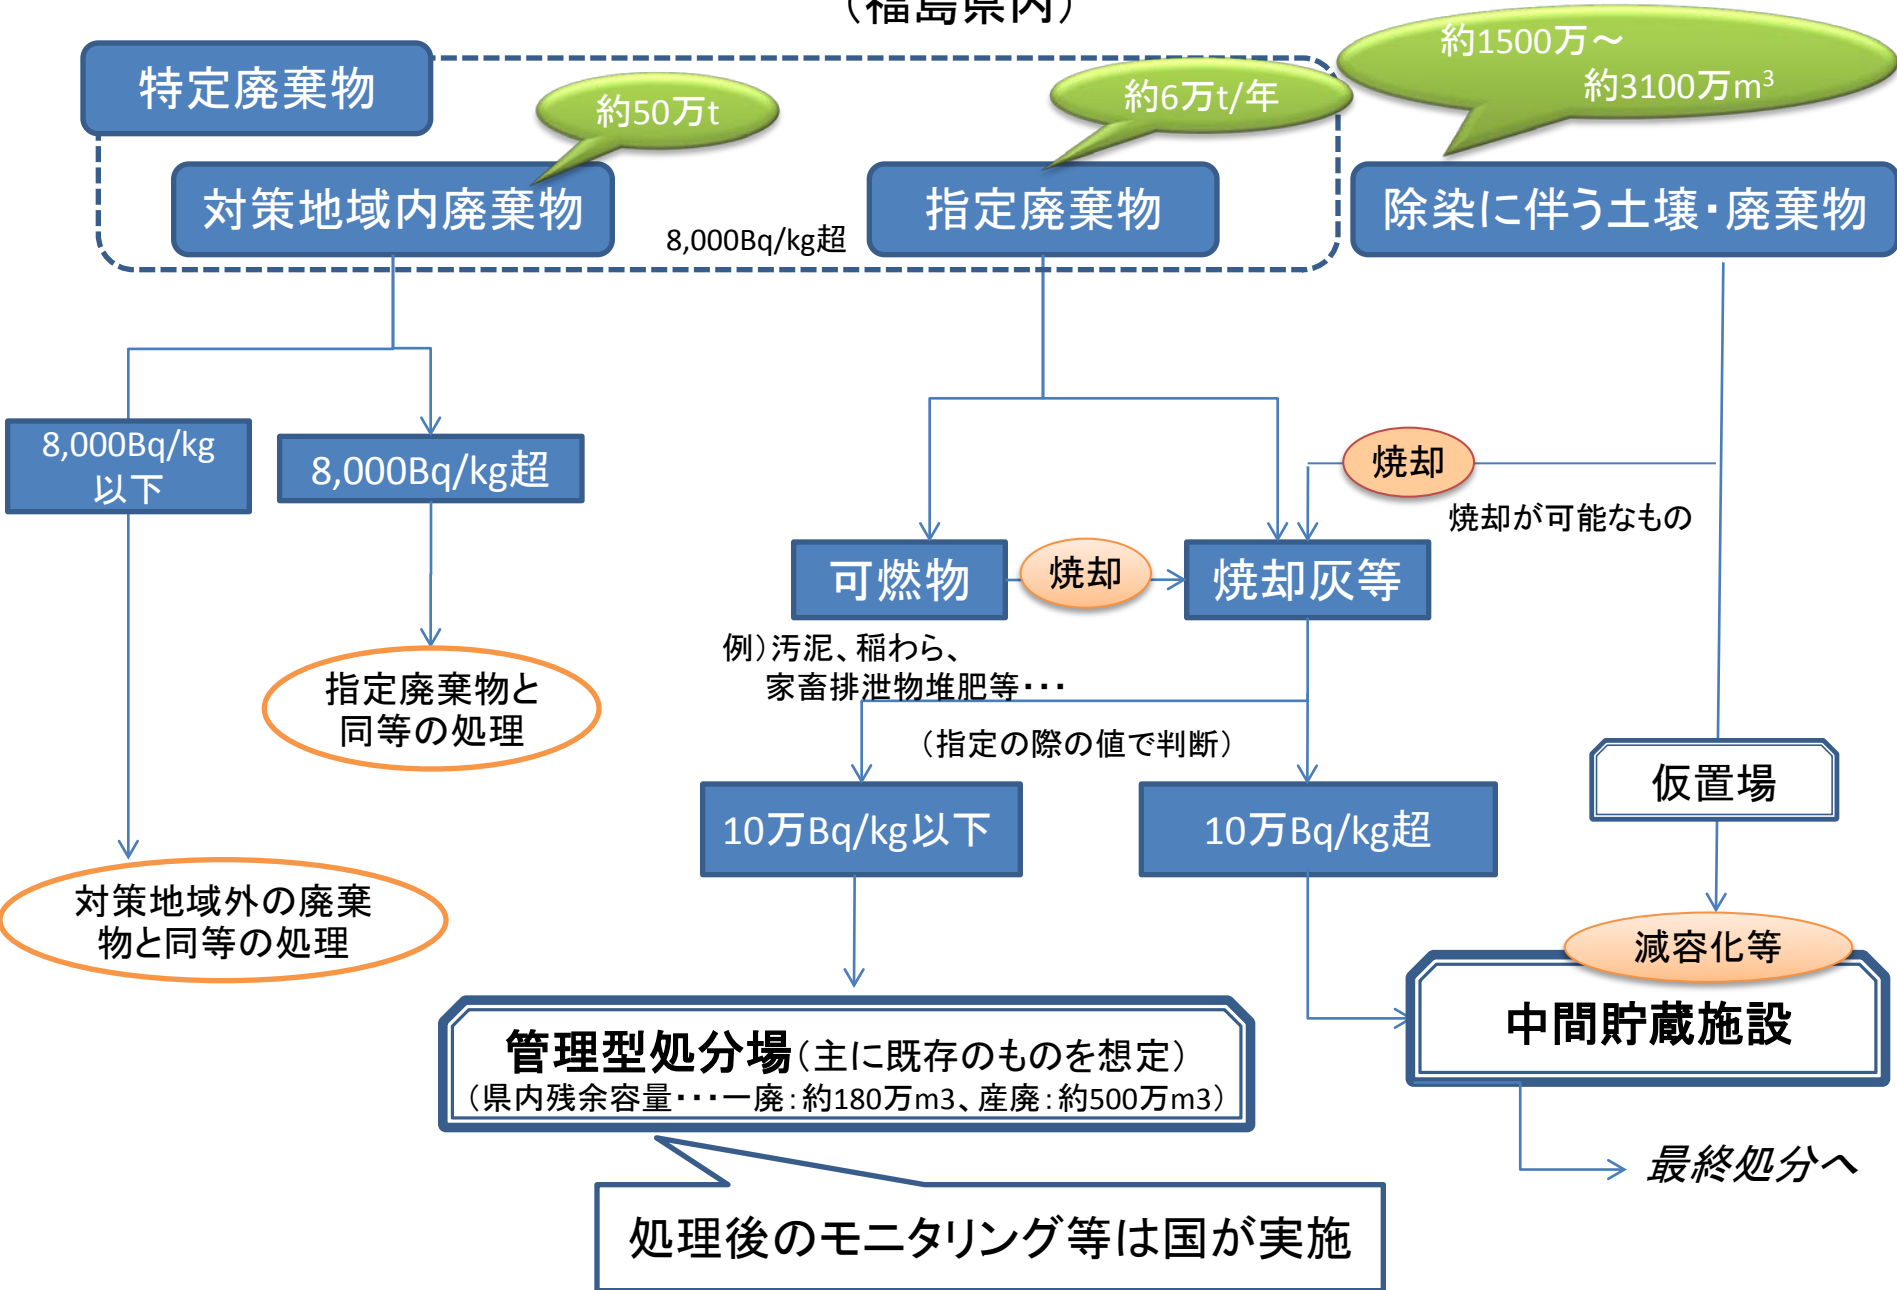 （福島県内）
特定廃棄物
約50万t
約6万t/年
約1500万～
約3100万m³
対策地域内廃棄物
8,000Bq/kg超
指定廃棄物
除染に伴う土壌・廃棄物
8,000Bq/kg
以下
8,000Bq/kg超
焼却
焼却が可能なもの
可燃物
焼却
焼却灰等
例）汚泥、稲わら、
家畜排泄物堆肥等・・・
指定廃棄物と
同等の処理
（指定の際の値で判断）
仮置場
10万Bq/kg以下
10万Bq/kg超
対策地域外の廃棄
物と同等の処理
減容化等
中間貯蔵施設
管理型処分場（主に既存のものを想定）
（県内残余容量・・・一廃：約180万m3、産廃：約500万m3）
最終処分へ
処理後のモニタリング等は国が実施